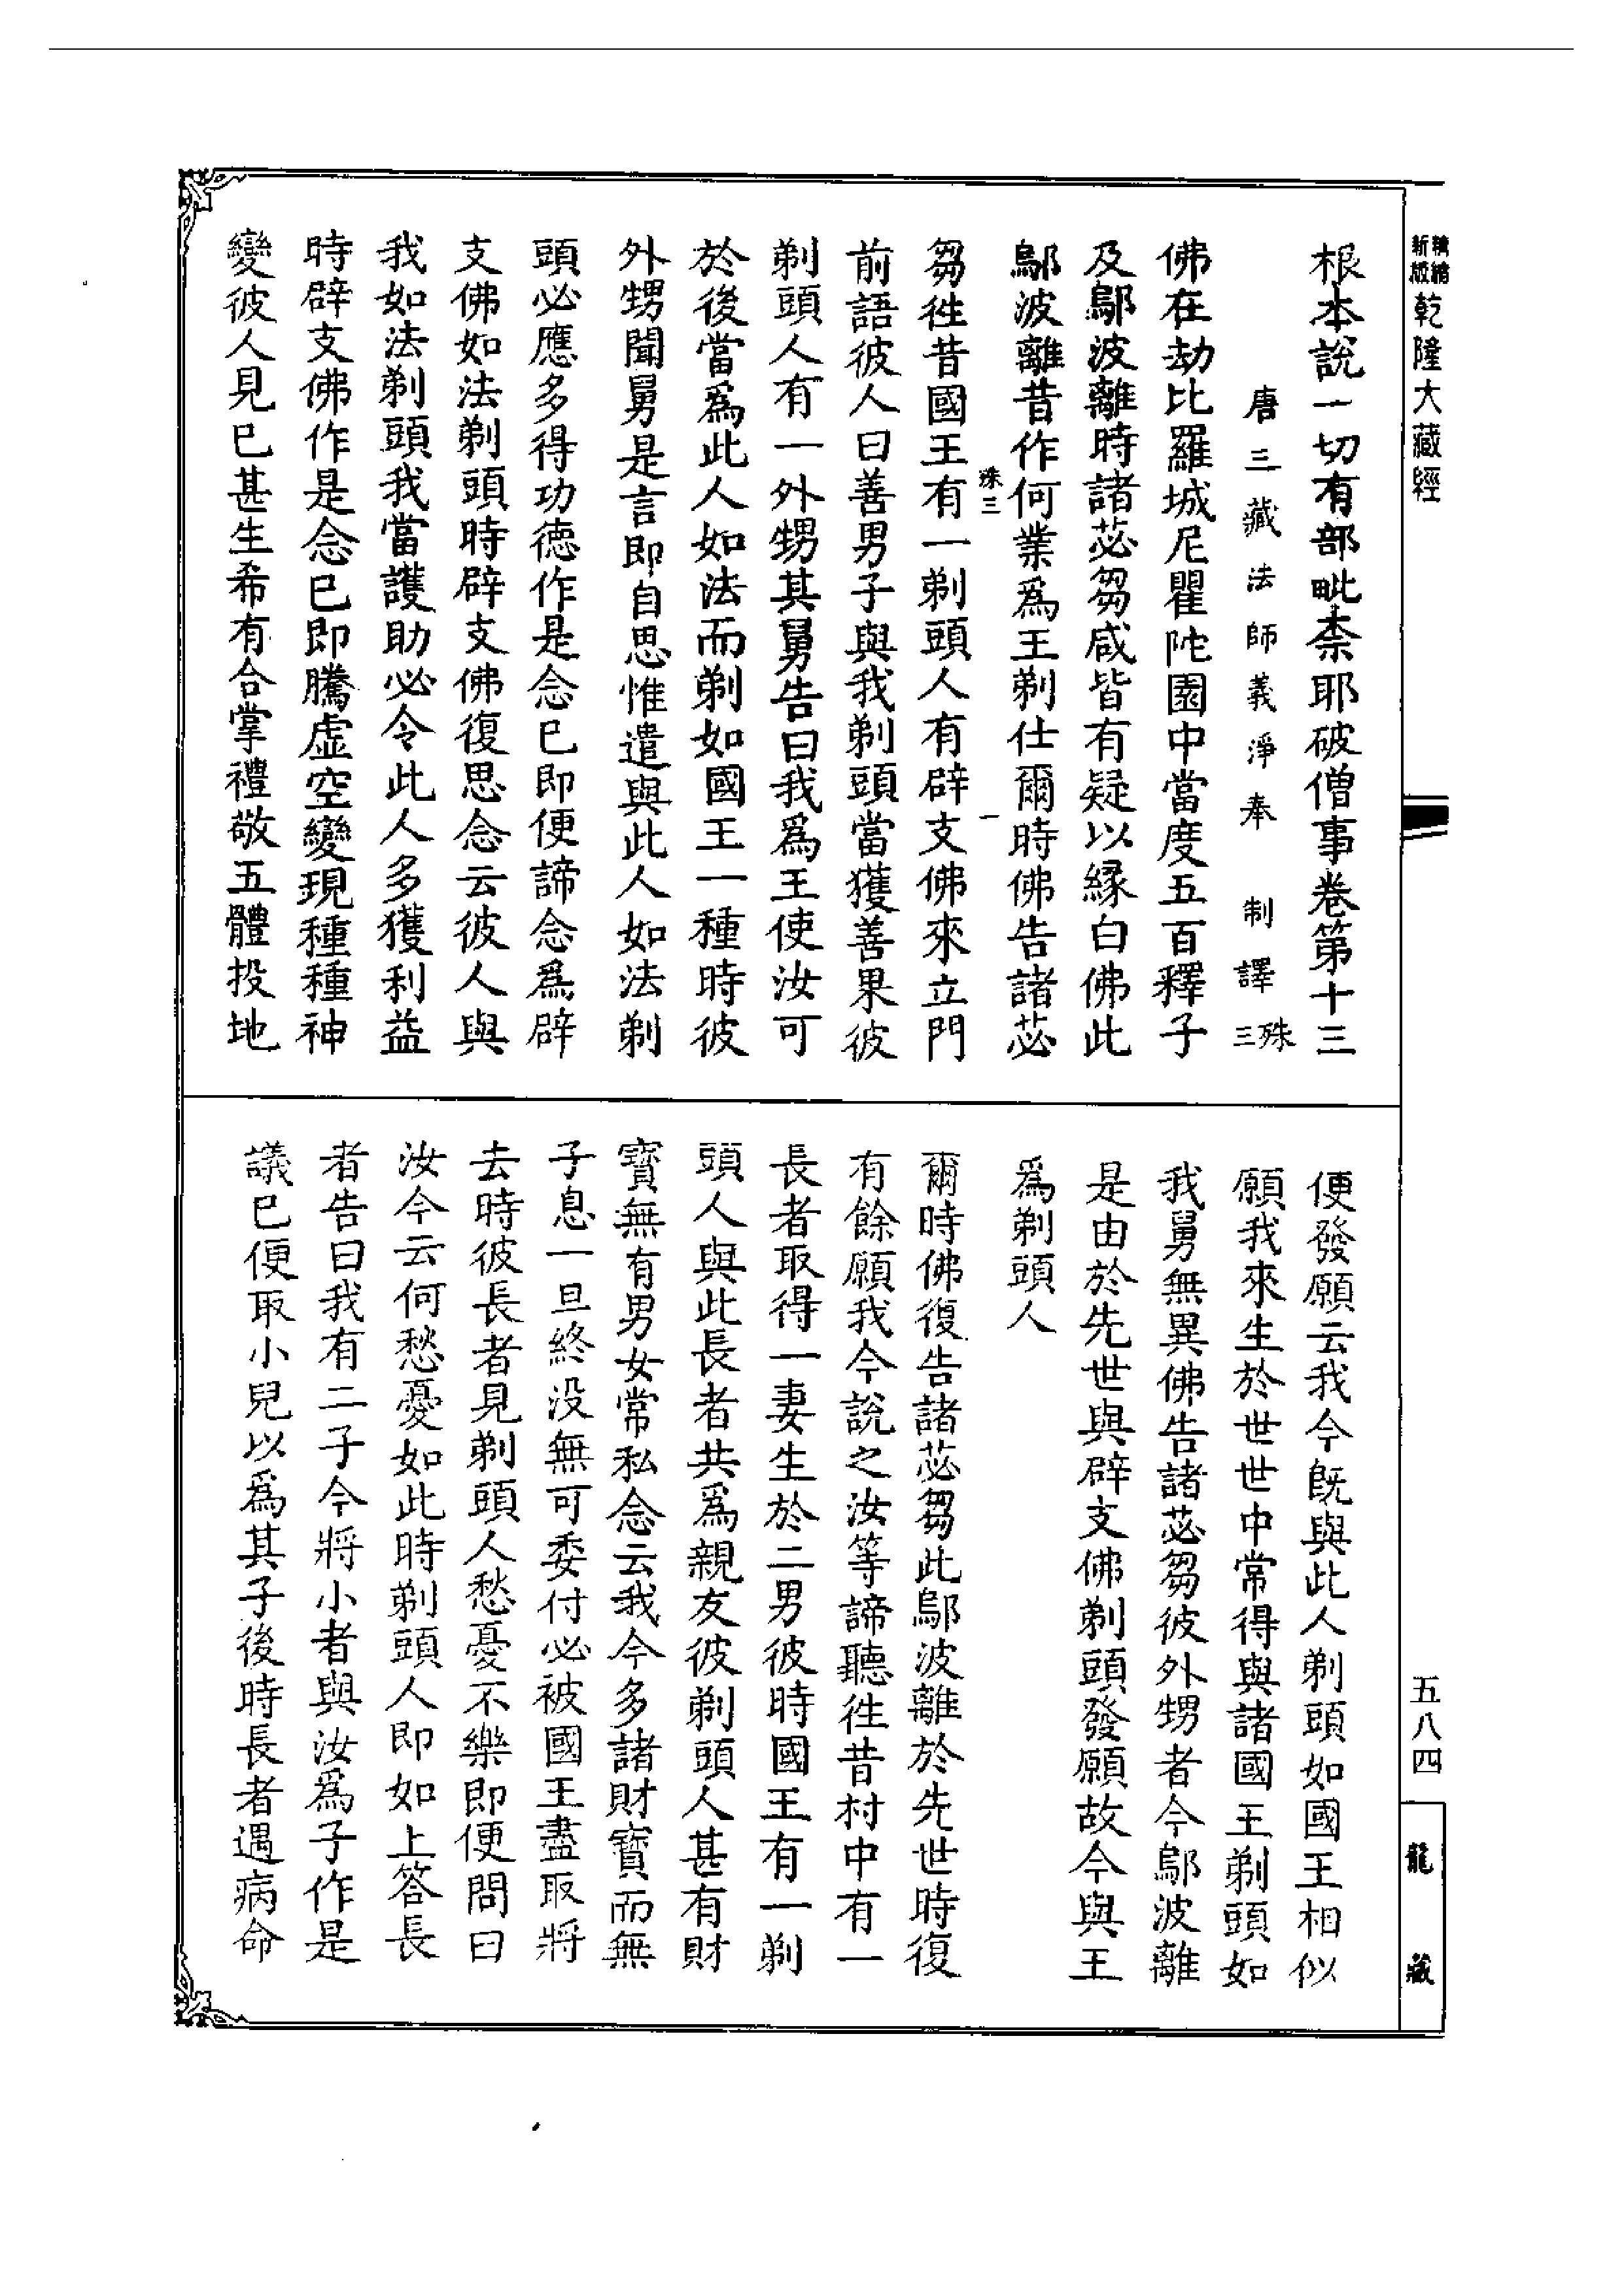 精縮新版乾隆大藏經
根本說一切有部毗柰耶破僧事卷第十三
唐三藏法師義淨奉 制譯 殊三
佛在劫比羅城尼瞿陀園中當度五百釋子
及鄔波離時諸苾芻咸皆有疑以緣白佛此
鄔波離昔作何業爲王剃仕爾時佛告諸苾
殊三 一
芻徃昔國王有一剃頭人有辟支佛來立門
前語彼人曰善男子與我剃頭當獲善果彼
剃頭人有一外甥其舅告曰我爲王使汝可
於後當爲此人如法而剃如國王一種時彼
外甥聞舅是言即自思惟遣與此人如法剃
頭必應多得功德作是念已即便諦念爲辟
支佛如法剃頭時辟支佛復思念云彼人與
我如法剃頭我當護助必令此人多獲利益
時辟支佛作是念已即騰虛空變現種種神
變彼人見已甚生希有合掌禮敬五體投地
便發願云我今旣與此人剃頭如國王相似
願我來生於世世中常得與諸國王剃頭如
我舅無異佛告諸苾芻彼外甥者今鄔波離
是由於先世與辟支佛剃頭發願故今與王
爲剃頭人
爾時佛復告諸苾芻此鄔波離於先世時復
有餘願我今說之汝等諦聽徃昔村中有一
長者取得一妻生於二男彼時國王有一剃
頭人與此長者共爲親友彼剃頭人甚有財
寳無有男女常私念云我今多諸財寳而無
子息一旦終没無可委付必被國王盡取將
去時彼長者見剃頭人愁憂不樂即便問曰
汝今云何愁憂如此時剃頭人即如上答長
者告曰我有二子今將小者與汝爲子作是
議已便取小兒以爲其子後時長者遇病命
五八四
龍藏